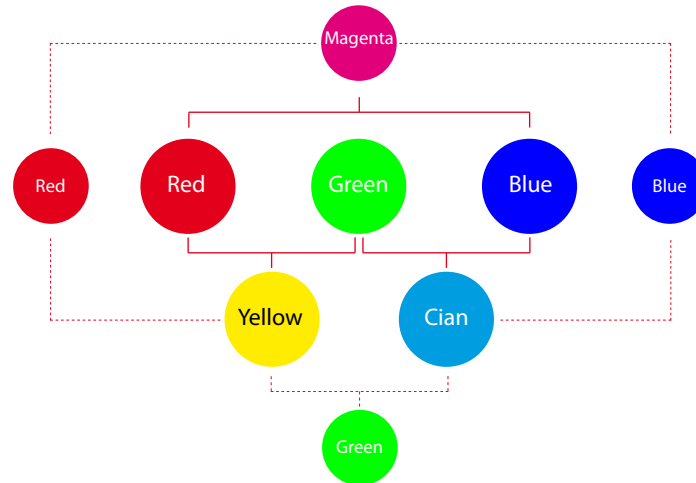 Magenta
Red
Red
Green
Blue
Blue
Yellow
Cian
Green